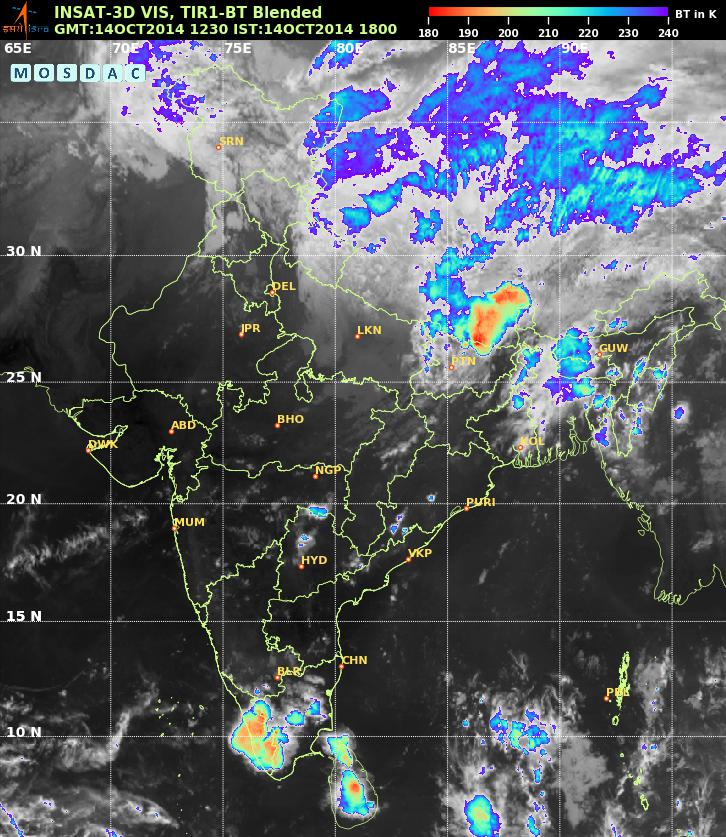 INSAT-3D VIS, TIR1-BT Blended
GMT:14OCT2014 1230 IST:14OCT2014 1800
BT in K
180 190 200 210 220 230 240
65E 70E 75E 80E 85E 90E
MOSDAC
SRN
30 N
DEL
JPR
LKN
GUW
PTN
25 N
ABD
BHO
DWK
KOL
NGP
20 N
PURI
MUM
VKP
HYD
15 N
CHN
BLR
PBL
10 N